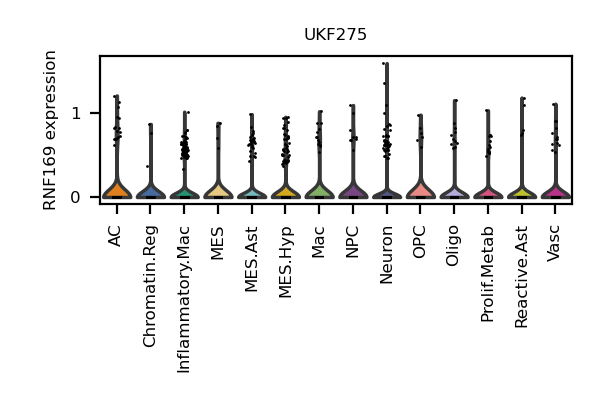 UKF275
RNF169 expression
1
0
AC
Chromatin.Reg
Inflammatory.Mac
MES
MES.Ast
MES.Hyp
Mac
NPC
Neuron
OPC
Oligo
Prolif.Metab
Reactive.Ast
Vasc